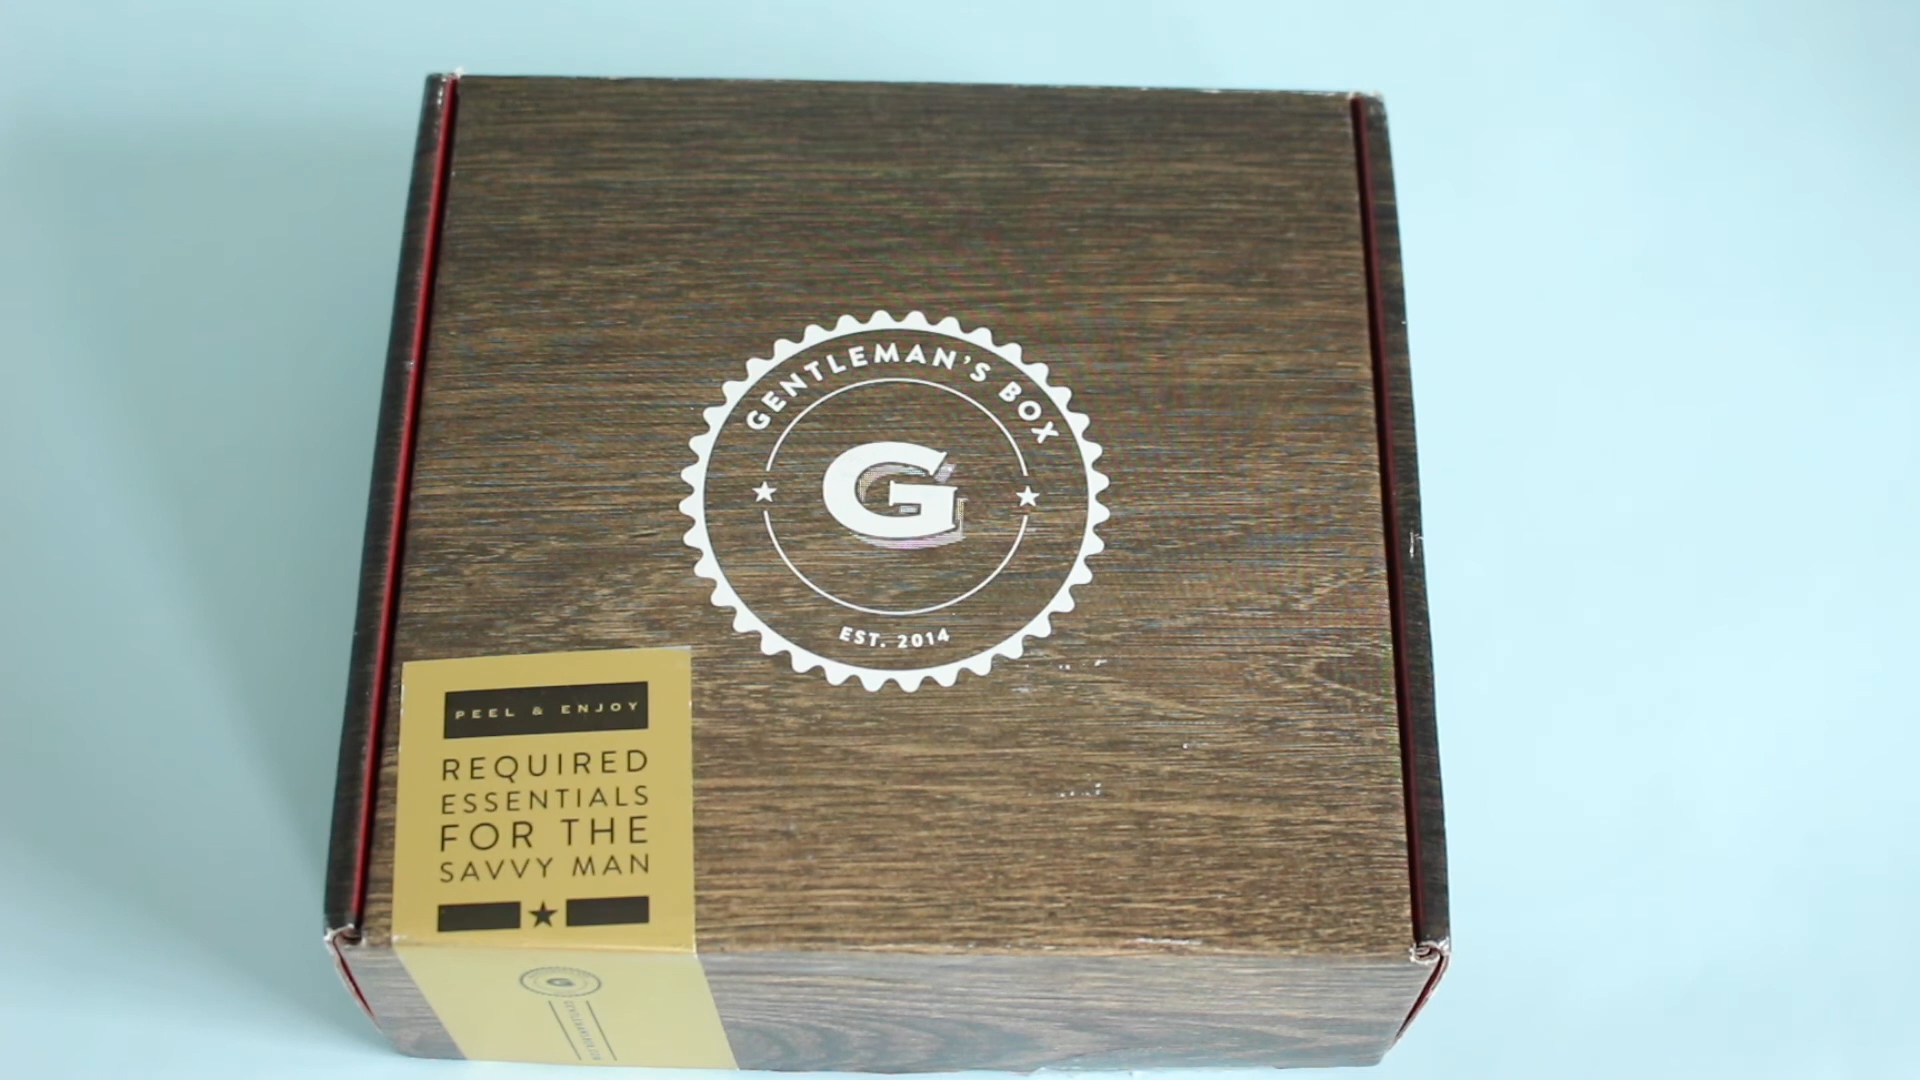 GENTLEMAN'S BOX
G
EST. 2014
PEEL & ENJOY
REQUIRED
ESSENTIALS
FOR THE
SAVVY MAN
G